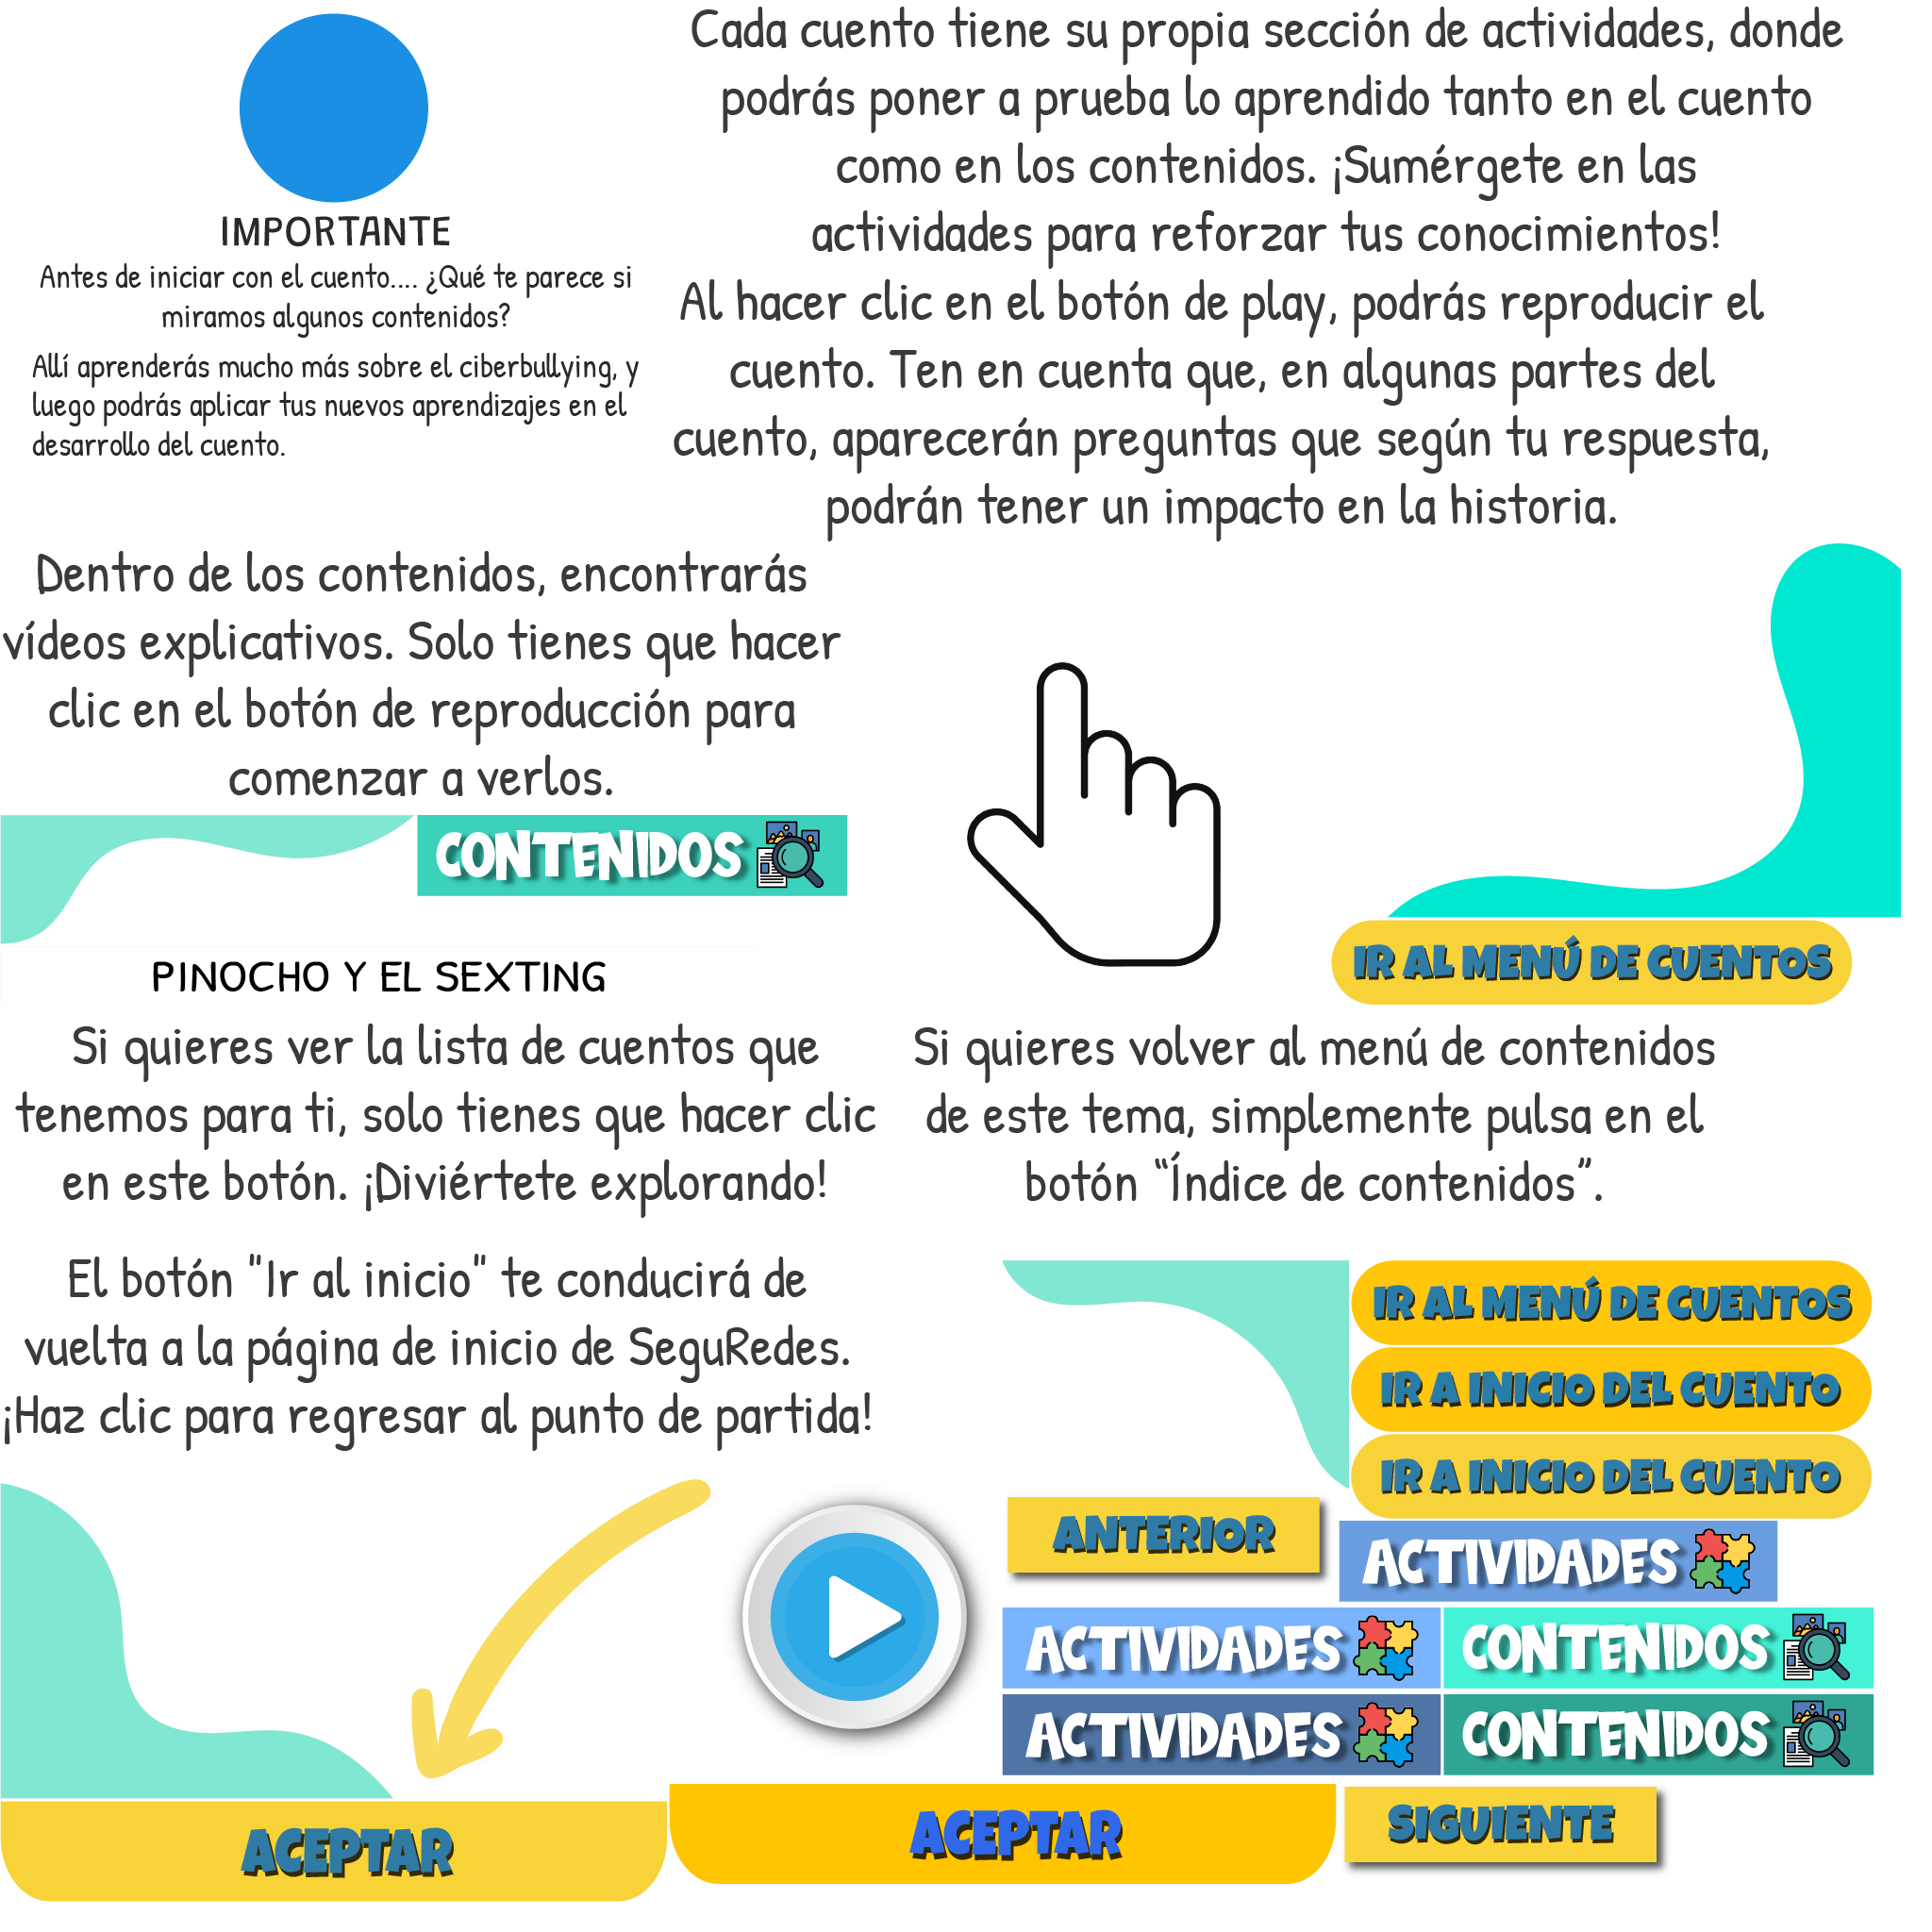 IMPORTANTE
Antes de iniciar con el cuento.... ¿Qué te parece si
miramos algunos contenidos?
Allí aprenderás mucho más sobre el ciberbullying, y
luego podrás aplicar tus nuevos aprendizajes en el
desarrollo del cuento.
Cada cuento tiene su propia sección de actividades, donde
podrás poner a prueba lo aprendido tanto en el cuento
como en los contenidos. ¡Sumérgete en las
actividades para reforzar tus conocimientos!
Al hacer clic en el botón de play, podrás reproducir el
cuento. Ten en cuenta que, en algunas partes del
cuento, aparecerán preguntas que según tu respuesta,
podrán tener un impacto en la historia.
Dentro de los contenidos, encontrarás
vídeos explicativos. Solo tienes que hacer
clic en el botón de reproducción para
comenzar a verlos.
CONTENIDOS
IR AL MENÚ DE CUENTOS
PINOCHO Y EL SEXTING
Si quieres ver la lista de cuentos que
tenemos para ti, solo tienes que hacer clic
en este botón. ¡Diviértete explorando!
Si quieres volver al menú de contenidos
de este tema, simplemente pulsa en el
botón “Índice de contenidos”.
El botón "Ir al inicio" te conducirá de
vuelta a la página de inicio de SeguRedes.
¡Haz clic para regresar al punto de partida!
IR AL MENÚ DE CUENTOS
IR A INICIO DEL CUENTO
IR A INICIO DEL CUENTO
ANTERIOR
ACTIVIDADES
ACTIVIDADES
CONTENIDOS
ACTIVIDADES
CONTENIDOS
ACEPTAR
ACEPTAR
SIGUIENTE